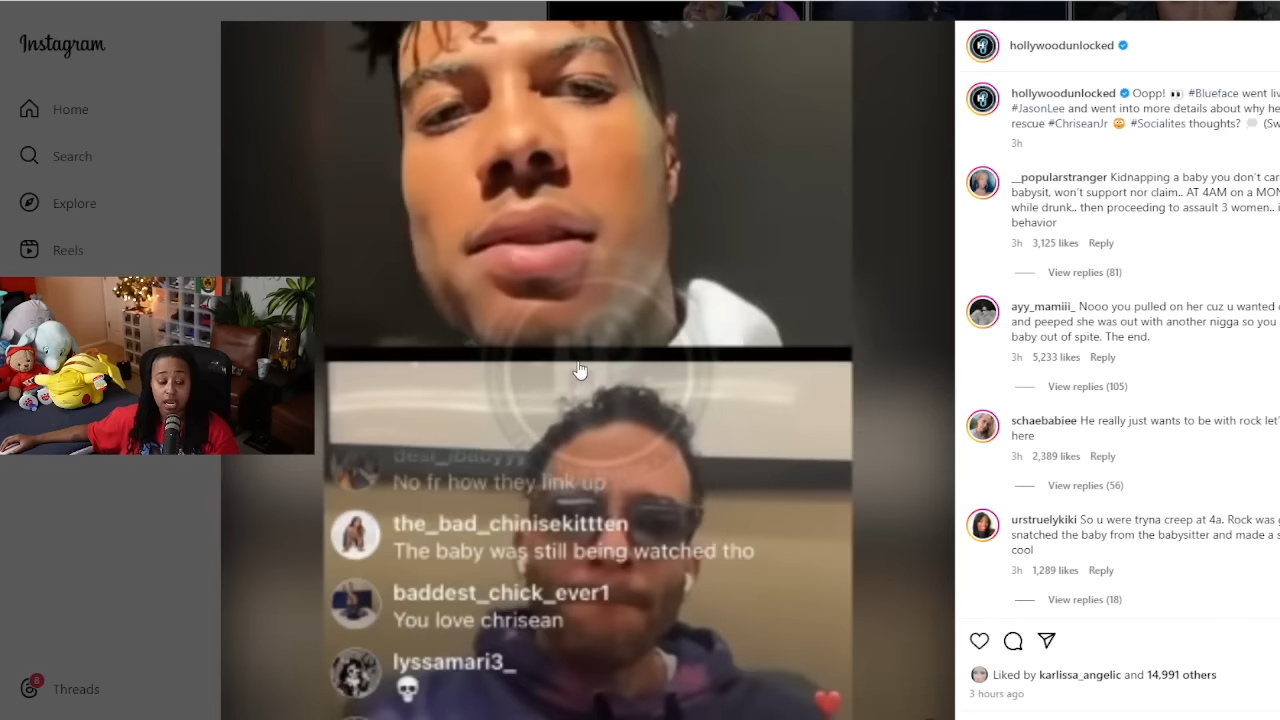 Instagram
Home
Search
Explore
Reels
8
Threads
desi_jbabyyy
No fr how they link up
the_bad_chinisekittten
The baby was still being watched tho
baddest_chick_ever1
You love chrisean
lyssamari3_
hollywoodunlocked
hollywoodunlocked Oopp! 👀 #Blueface went liv
#JasonLee and went into more details about why he
rescue #ChriseanJr 😳 #Socialites thoughts? 💭 (Sw
3h
__popularstranger Kidnapping a baby you don't car
babysit, won't support nor claim.. AT 4AM on a MON
while drunk.. then proceeding to assault 3 women.. i
behavior
3h 3,125 likes Reply
View replies (81)
ayy_mamiii_ Nooo you pulled on her cuz u wanted
and peeped she was out with another nigga so you
baby out of spite. The end.
3h 5,233 likes Reply
View replies (105)
schaebabiee He really just wants to be with rock let'
here
3h 2,389 likes Reply
View replies (56)
urstruelykiki So u were tryna creep at 4a. Rock was g
snatched the baby from the babysitter and made a s
cool
3h 1,289 likes Reply
View replies (18)
Liked by karlissa_angelic and 14,991 others
3 hours ago